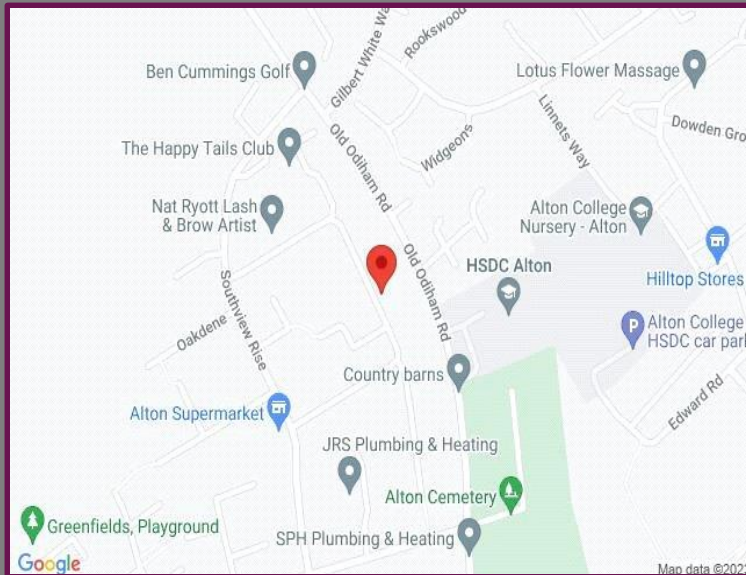 Ben Cummings Golf
Gilbert White Wa
Rookswood
Lotus Flower Massage
The Happy Tails Club
Old Odiham Rd
Widgeons
Linnets Way
Dowden Gro
Nat Ryott Lash
& Brow Artist
Alton College
Nursery - Alton
Old Odiham Rd
HSDC Alton
Hilltop Stores
Southview Rise
Oakdene
Alton College
HSDC car park
Country barns
Edward Rd
Alton Supermarket
JRS Plumbing & Heating
Alton Cemetery
Greenfields, Playground
SPH Plumbing & Heating
Google
Map data ©2022